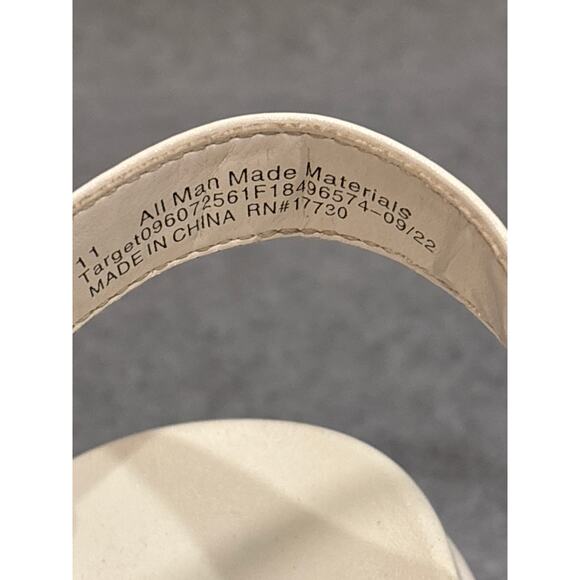 11 All Man Made Materials
Target096072561F18496574-09/22
MADE IN CHINA RN#17730